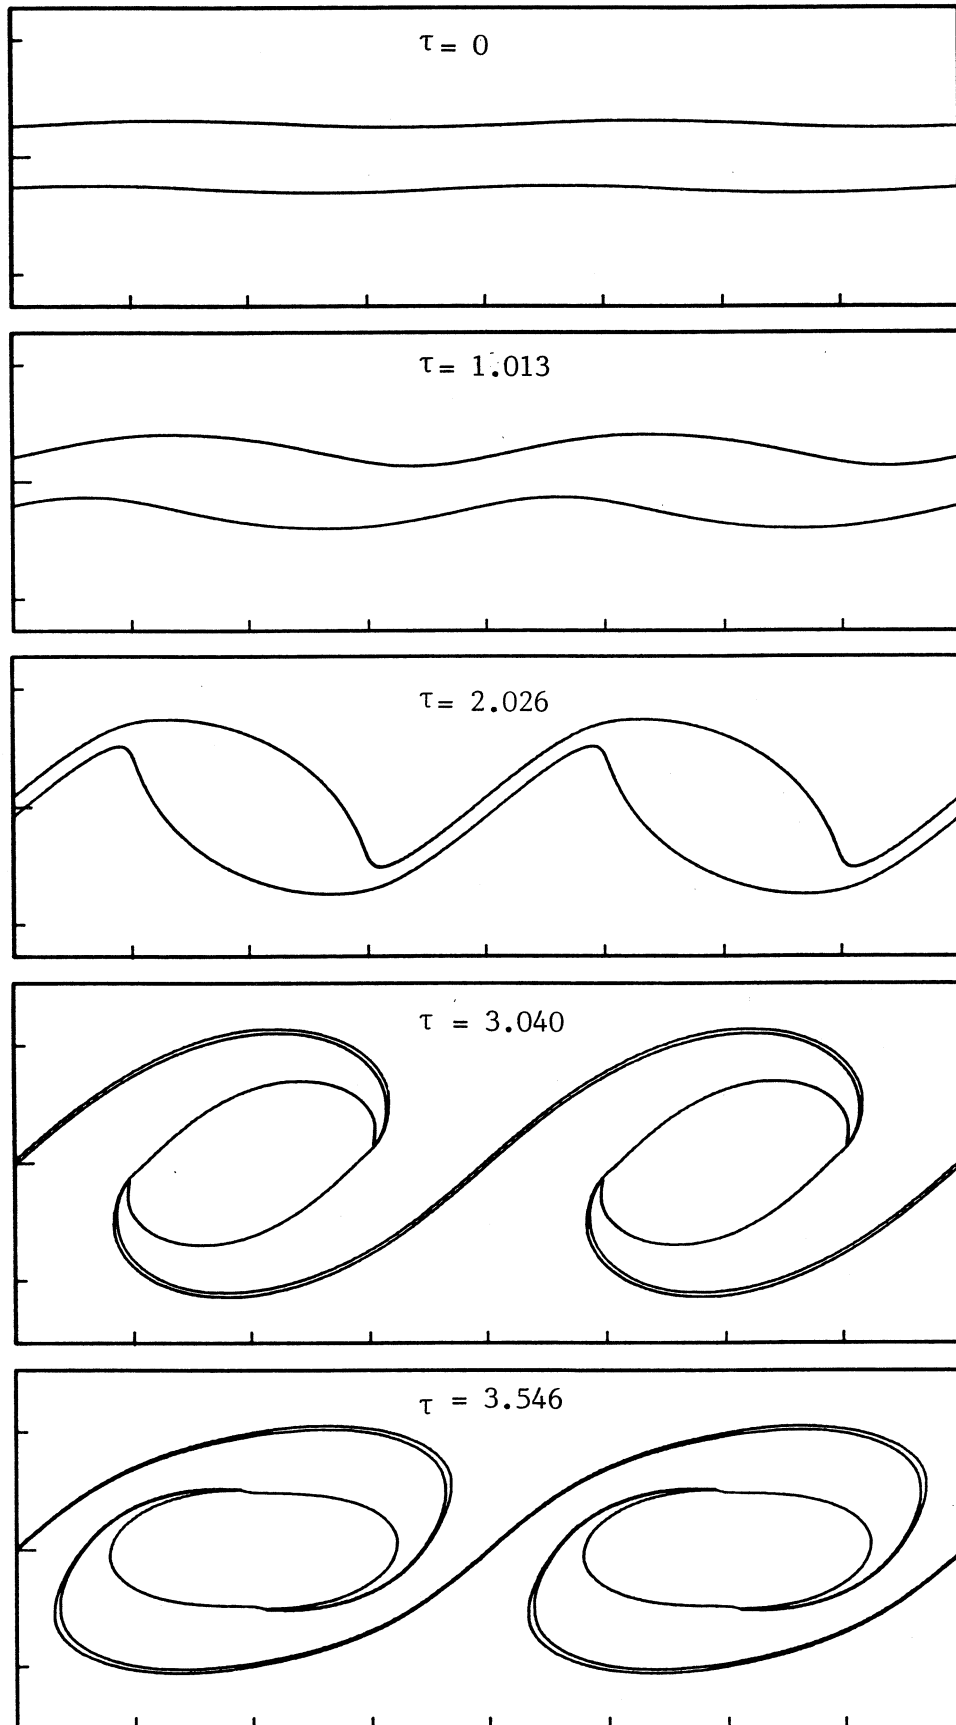 τ = 0
τ = 1.013
τ = 2.026
τ = 3.040
τ = 3.546